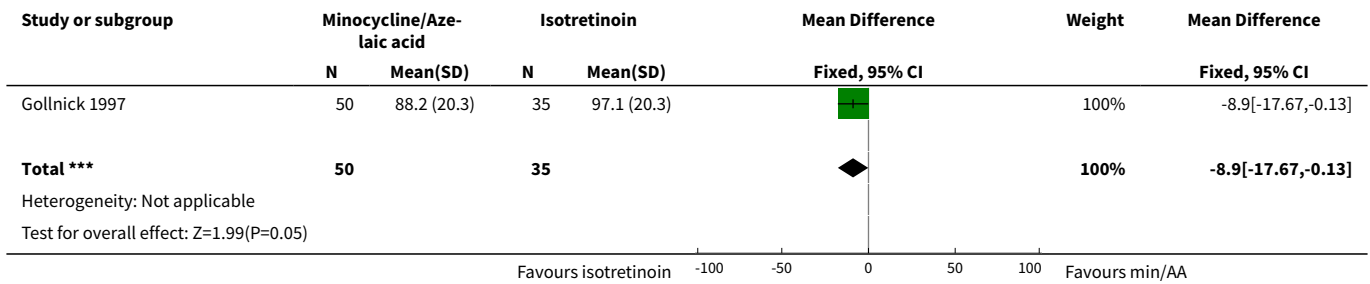 Study or subgroup Minocycline/Aze- Isotretinoin Mean Difference Weight Mean Difference
laic acid
N Mean(SD) N Mean(SD) Fixed, 95% CI Fixed, 95% CI
Gollnick 1997 50 88.2 (20.3) 35 97.1 (20.3) 100% -8.9[-17.67,-0.13]
Total *** 50 35 100% -8.9[-17.67,-0.13]
Heterogeneity: Not applicable
Test for overall effect: Z=1.99(P=0.05)
Favours isotretinoin -100 -50 0 50 100 Favours min/AA